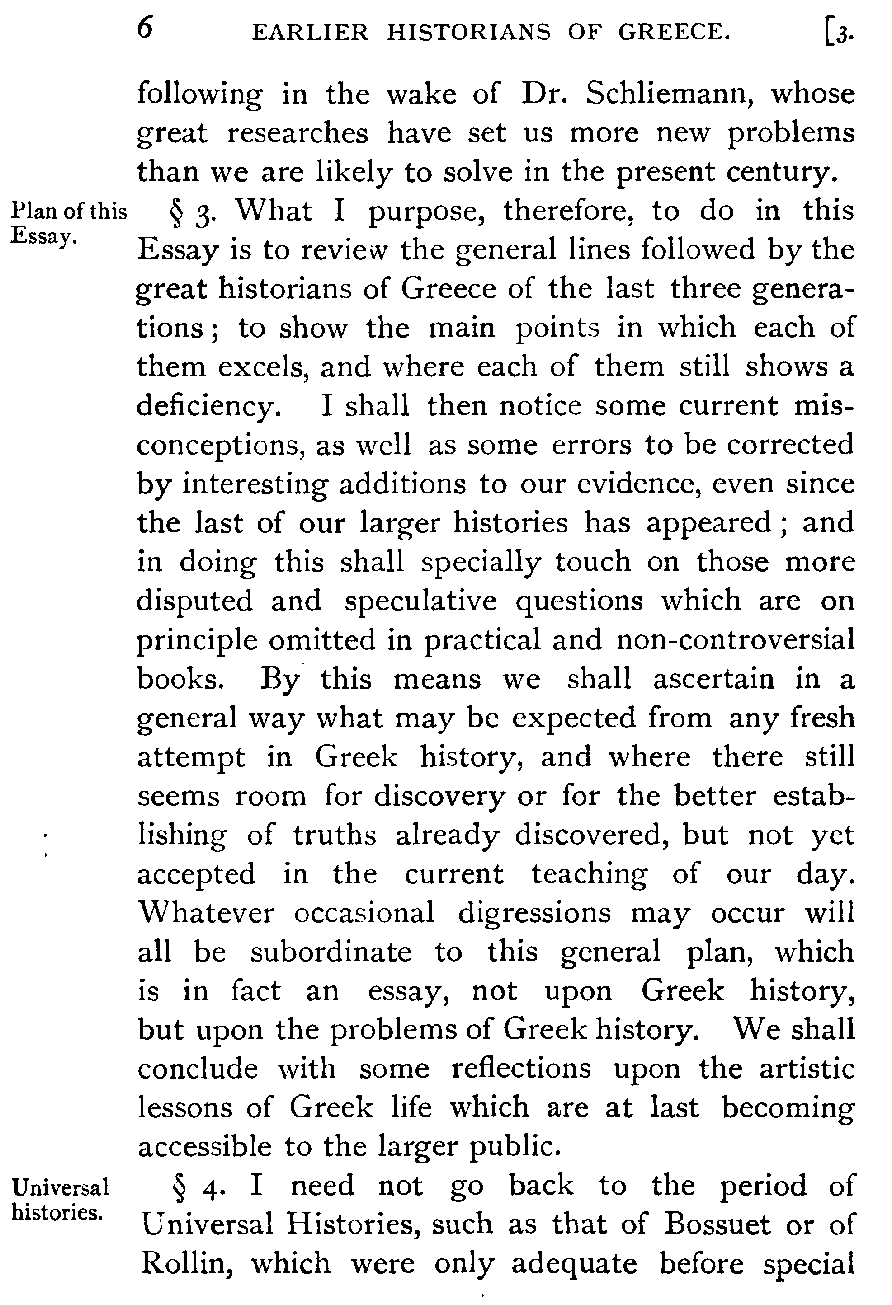 6 EARLIER HISTORIANS OF GREECE. [3.
following in the wake of Dr. Schliemann, whose
great researches have set us more new problems
than we are likely to solve in the present century.
Plan of this
Essay.
§ 3. What I purpose, therefore, to do in this
Essay is to review the general lines followed by the
great historians of Greece of the last three genera-
tions; to show the main points in which each of
them excels, and where each of them still shows a
deficiency. I shall then notice some current mis-
conceptions, as well as some errors to be corrected
by interesting additions to our evidence, even since
the last of our larger histories has appeared; and
in doing this shall specially touch on those more
disputed and speculative questions which are on
principle omitted in practical and non-controversial
books. By this means we shall ascertain in a
general way what may be expected from any fresh
attempt in Greek history, and where there still
seems room for discovery or for the better estab-
lishing of truths already discovered, but not yet
accepted in the current teaching of our day.
Whatever occasional digressions may occur will
all be subordinate to this general plan, which
is in fact an essay, not upon Greek history,
but upon the problems of Greek history. We shall
conclude with some reflections upon the artistic
lessons of Greek life which are at last becoming
accessible to the larger public.
Universal
histories.
§ 4. I need not go back to the period of
Universal Histories, such as that of Bossuet or of
Rollin, which were only adequate before special